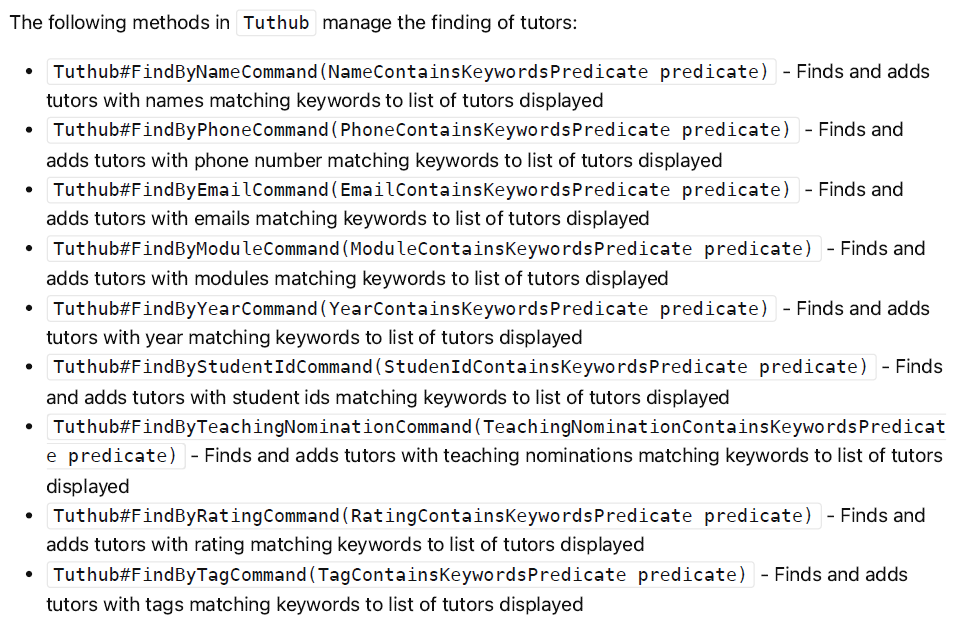 The following methods in Tuthub manage the finding of tutors:
• Tuthub#FindByNameCommand(NameContainsKeywordsPredicate predicate) - Finds and adds
tutors with names matching keywords to list of tutors displayed
• Tuthub#FindByPhoneCommand(PhoneContainsKeywordsPredicate predicate) - Finds and
adds tutors with phone number matching keywords to list of tutors displayed
• Tuthub#FindByEmailCommand(EmailContainsKeywordsPredicate predicate) - Finds and
adds tutors with emails matching keywords to list of tutors displayed
• Tuthub#FindByModuleCommand(ModuleContainsKeywordsPredicate predicate) - Finds and
adds tutors with modules matching keywords to list of tutors displayed
• Tuthub#FindByYearCommand(YearContainsKeywordsPredicate predicate) - Finds and adds
tutors with year matching keywords to list of tutors displayed
• Tuthub#FindByStudentIdCommand(StudenIdContainsKeywordsPredicate predicate) - Finds
and adds tutors with student ids matching keywords to list of tutors displayed
• Tuthub#FindByTeachingNominationCommand(TeachingNominationContainsKeywordsPredicat
e predicate) - Finds and adds tutors with teaching nominations matching keywords to list of tutors
displayed
• Tuthub#FindByRatingCommand(RatingContainsKeywordsPredicate predicate) - Finds and
adds tutors with rating matching keywords to list of tutors displayed
• Tuthub#FindByTagCommand(TagContainsKeywordsPredicate predicate) - Finds and adds
tutors with tags matching keywords to list of tutors displayed